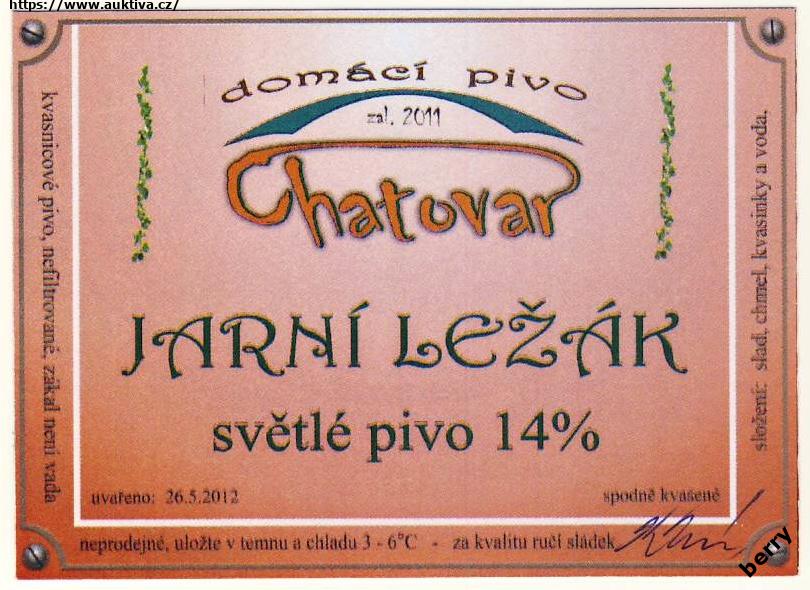 https://www.auktiva.cz/
domácí pivo
zal. 2011
Chatovar
JARNÍ LEŽÁK
světlé pivo 14%
uvařeno: 26.5.2012
spodně kvašené
neprodejné, uložte v temnu a chladu 3 - 6°C - za kvalitu ručí sládek
kvasnicové pivo, nefiltrované, zákal není vada
složení: slad, chmel, kvasinky a voda.
berry